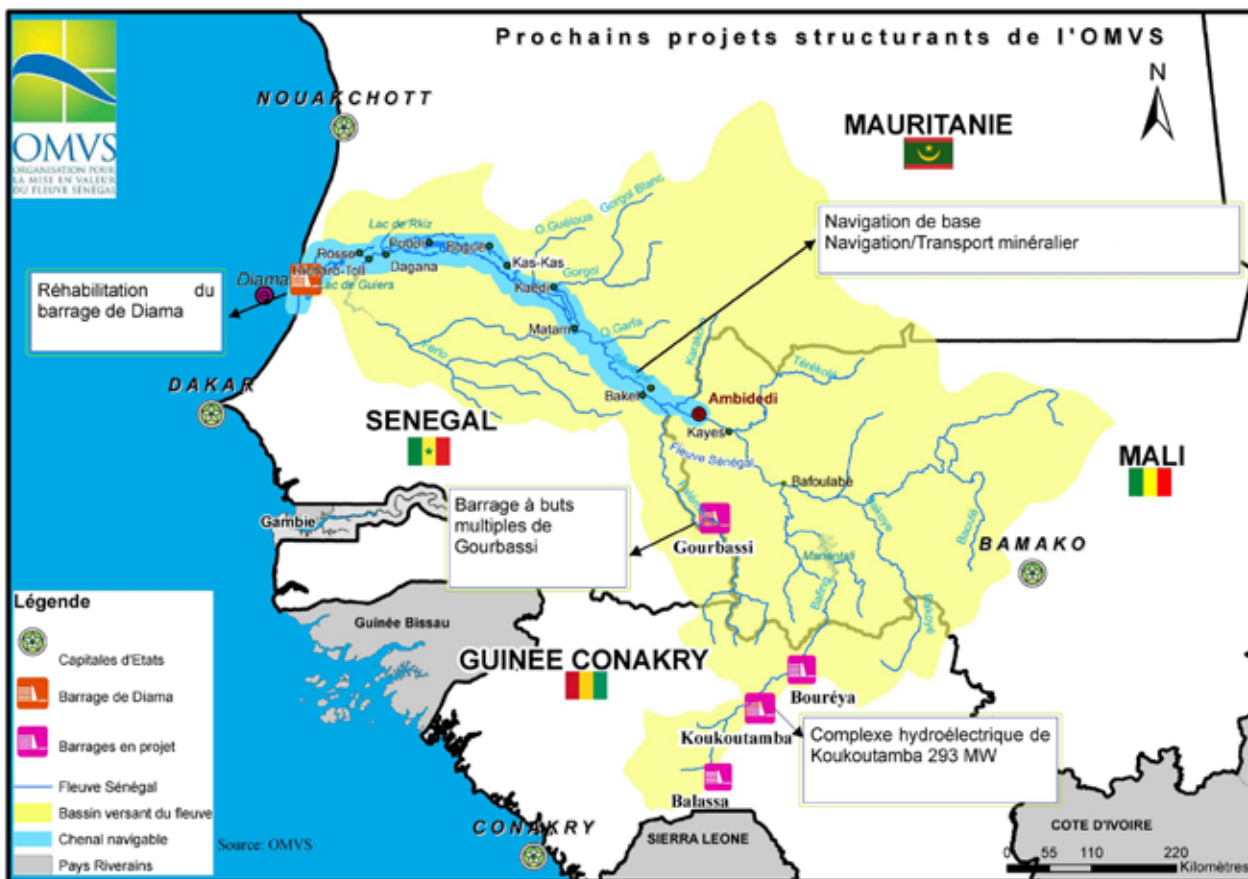 Prochains projets structurants de l'OMVS
N
OMVS
ORGANISATION POUR
LA MISE EN VALEUR
DU FLEUVE SÉNÉGAL
NOUAKCHOTT
MAURITANIE
Navigation de base
Navigation/Transport minéralier
Réhabilitation du
barrage de Diama
Diama
Lac de Rkiz
Rosso
Richard-Toll
Podor
Dagana
Lac de Guiers
O.Guéloua
Gorgol Blanc
Kas-Kas
Gorgol
Kaédi
Matam
O.Garfa
Ferlo
Karakoro
Térékolé
DAKAR
Bakel
Ambidedi
Kayes
SENEGAL
Fleuve Sénégal
MALI
Bafoulabé
Bakoye
Baoulé
Gambie
Barrage à buts
multiples de
Gourbassi
Gourbassi
Manantali
Bafing
BAMAKO
Bakoyé
Légende
Capitales d'Etats
Barrage de Diama
Barrages en projet
Fleuve Sénégal
Bassin versant du fleuve
Chenal navigable
Pays Riverains
Source: OMVS
Guinée Bissau
GUINÉE CONAKRY
Bouréya
Koukoutamba
Complexe hydroélectrique de
Koukoutamba 293 MW
Balassa
CONAKRY
SIERRA LEONE
COTE D'IVOIRE
0 55 110 220
Kilomètres